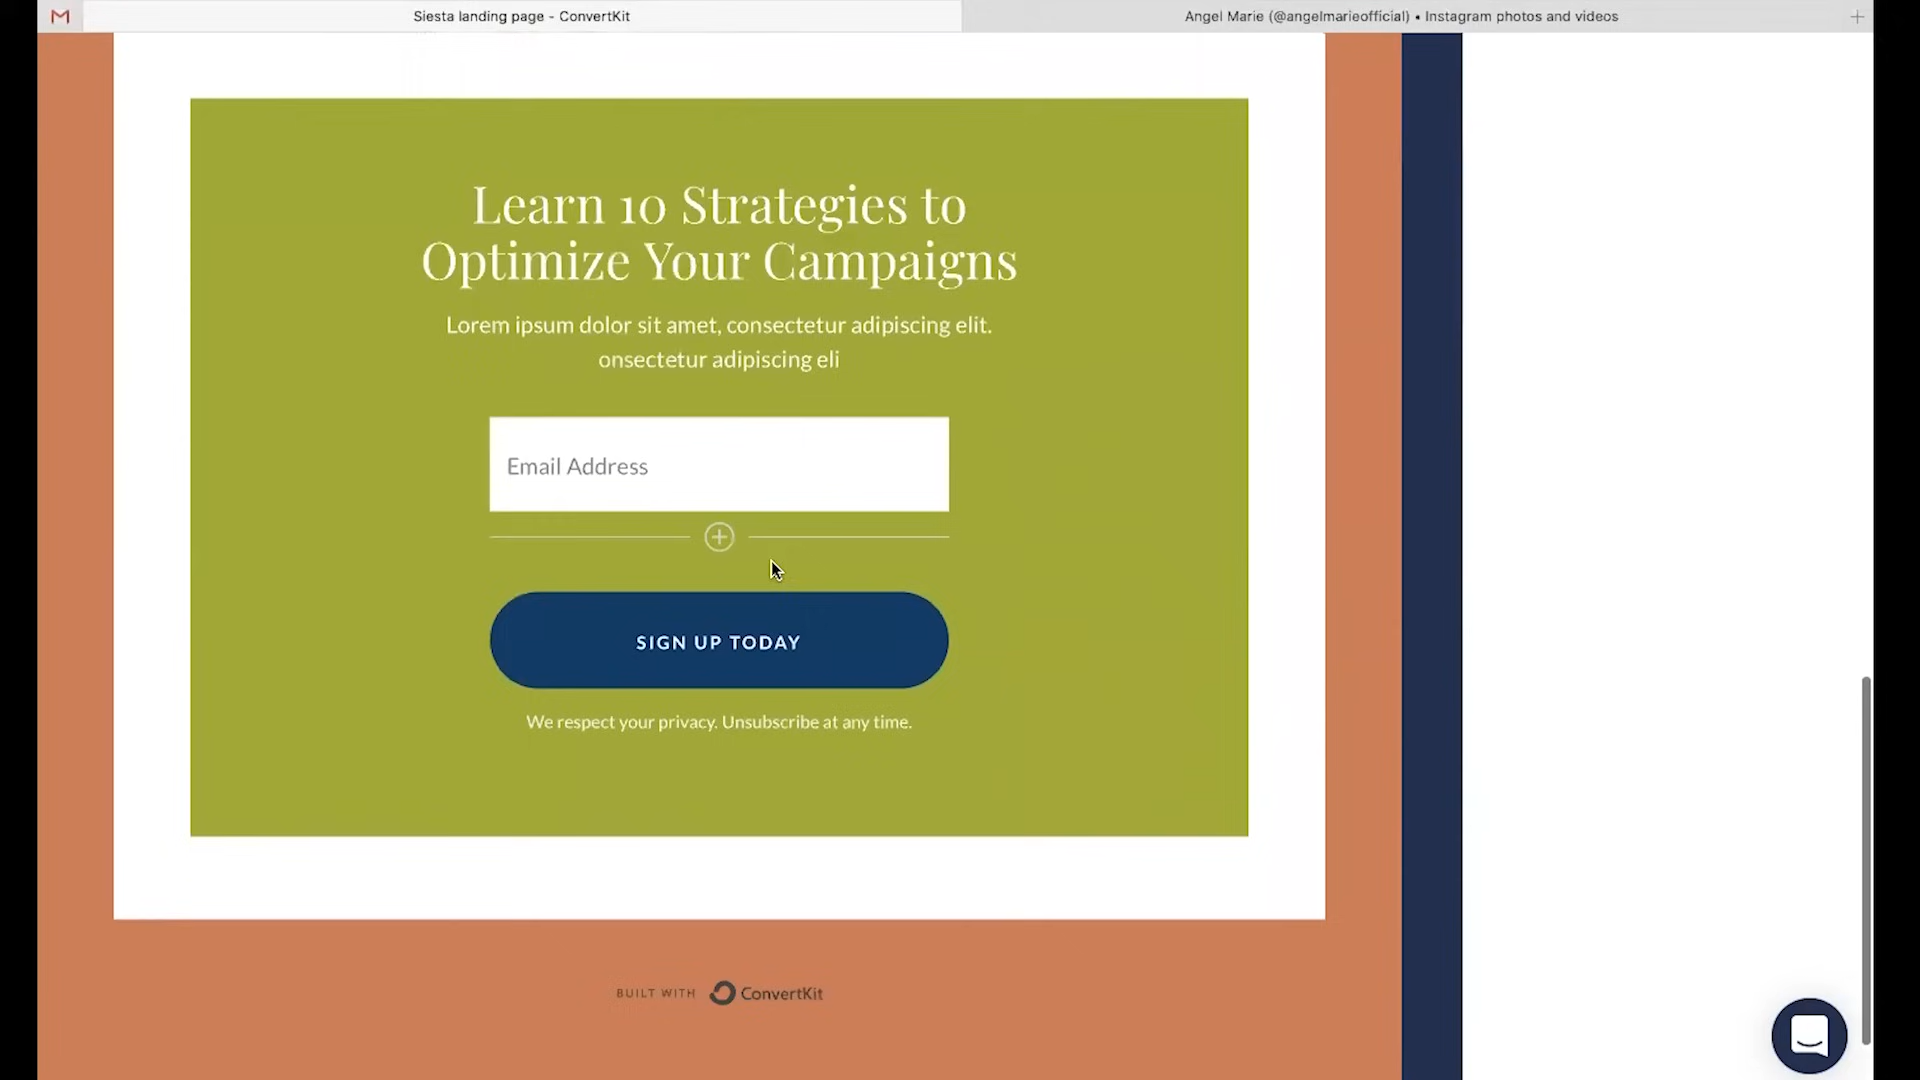 Siesta landing page - ConvertKit
Angel Marie (@angelmarieofficial) • Instagram photos and videos
Learn 10 Strategies to
Optimize Your Campaigns
Lorem ipsum dolor sit amet, consectetur adipiscing elit.
onsectetur adipiscing eli
Email Address
SIGN UP TODAY
We respect your privacy. Unsubscribe at any time.
BUILT WITH ConvertKit